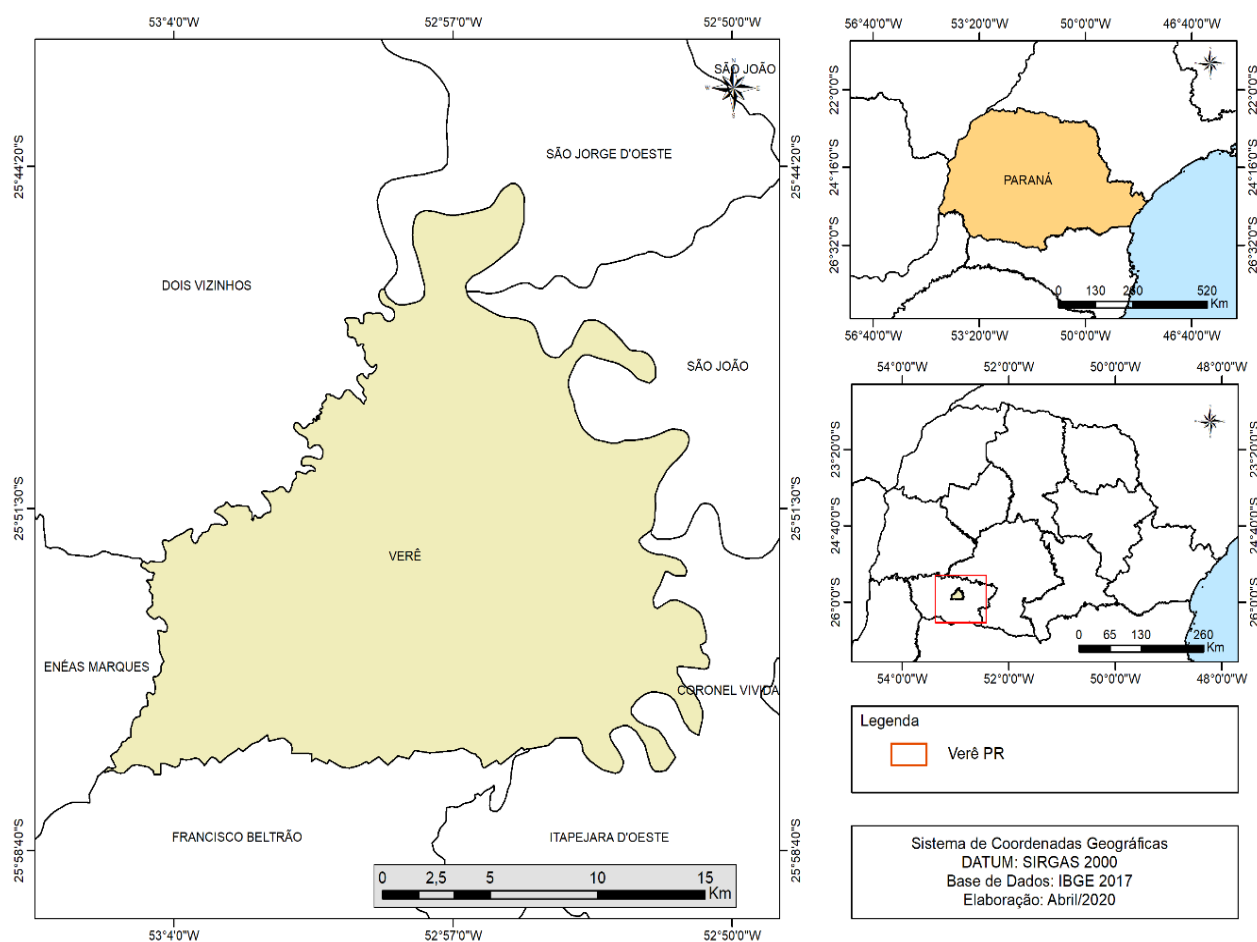 53°4'0"W 52°57'0"W 52°50'0"W
25°44'20"S
25°51'30"S
25°58'40"S
SÃO JOÃO
SÃO JORGE D'OESTE
DOIS VIZINHOS
SÃO JOÃO
VERÊ
ENÉAS MARQUES
CORONEL VIVIDA
FRANCISCO BELTRÃO
ITAPEJARA D'OESTE
0 2,5 5 10 15
Km
25°44'20"S
25°51'30"S
25°58'40"S
53°4'0"W 52°57'0"W 52°50'0"W
56°40'0"W 53°20'0"W 50°0'0"W 46°40'0"W
22°0'0"S
24°16'0"S
26°32'0"S
PARANÁ
0 130 260 520
Km
22°0'0"S
24°16'0"S
26°32'0"S
56°40'0"W 53°20'0"W 50°0'0"W 46°40'0"W
54°0'0"W 52°0'0"W 50°0'0"W 48°0'0"W
23°20'0"S
24°40'0"S
26°0'0"S
0 65 130 260
Km
23°20'0"S
24°40'0"S
26°0'0"S
54°0'0"W 52°0'0"W 50°0'0"W 48°0'0"W
Legenda
Verê PR
Sistema de Coordenadas Geográficas
DATUM: SIRGAS 2000
Base de Dados: IBGE 2017
Elaboração: Abril/2020